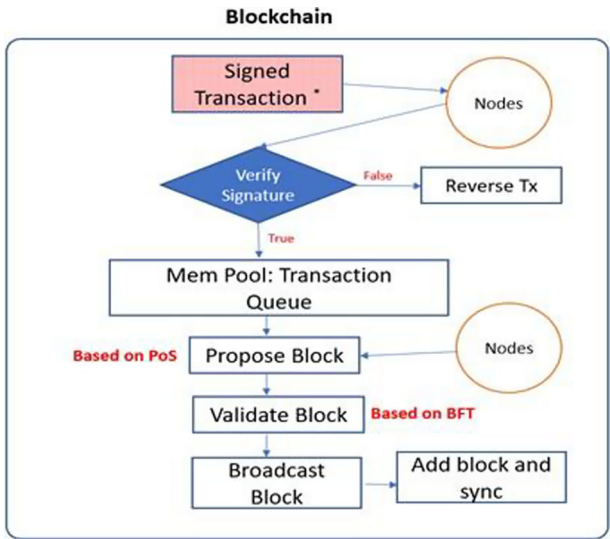 Blockchain
Signed
Transaction *
Nodes
Verify
Signature
False
Reverse Tx
True
Mem Pool: Transaction
Queue
Based on PoS
Propose Block
Nodes
Validate Block
Based on BFT
Broadcast
Block
Add block and
sync